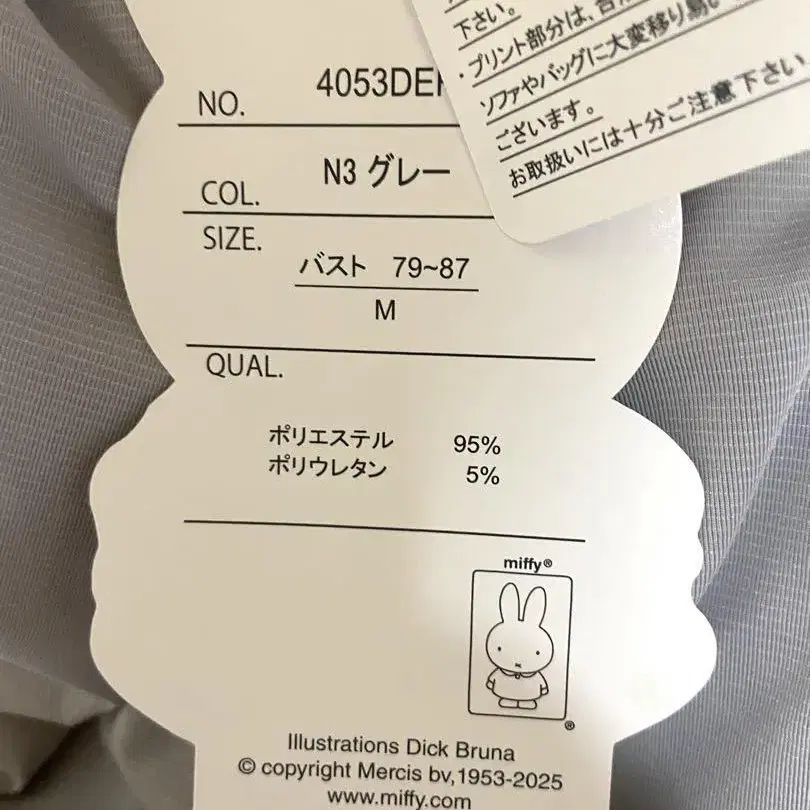 下さい。
・プリント部分は、
ソファやバッグに大変移り易い
ございます。
お取扱いには十分ご注意下さい
NO. 4053DE
COL. N3 グレー
SIZE. バスト 79~87
M
QUAL.
ポリエステル 95%
ポリウレタン 5%
miffy®
®
Illustrations Dick Bruna
© copyright Mercis bv,1953-2025
www.miffy.com